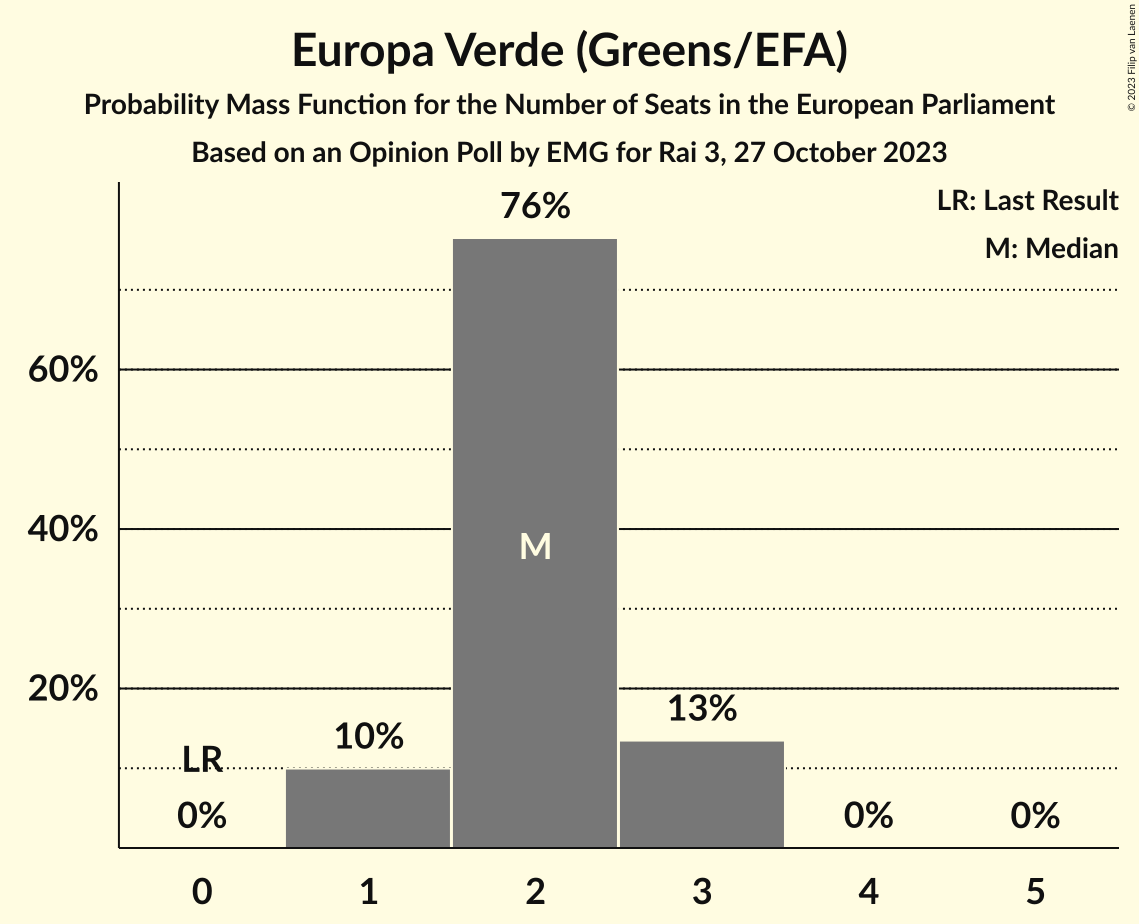 Europa Verde (Greens/EFA)
Probability Mass Function for the Number of Seats in the European Parliament
Based on an Opinion Poll by EMG for Rai 3, 27 October 2023
© 2023 Filip van Laenen
LR: Last Result
M: Median
76%
60%
40%
M
20%
13%
10%
LR
0%
0%
0%
0 1 2 3 4 5